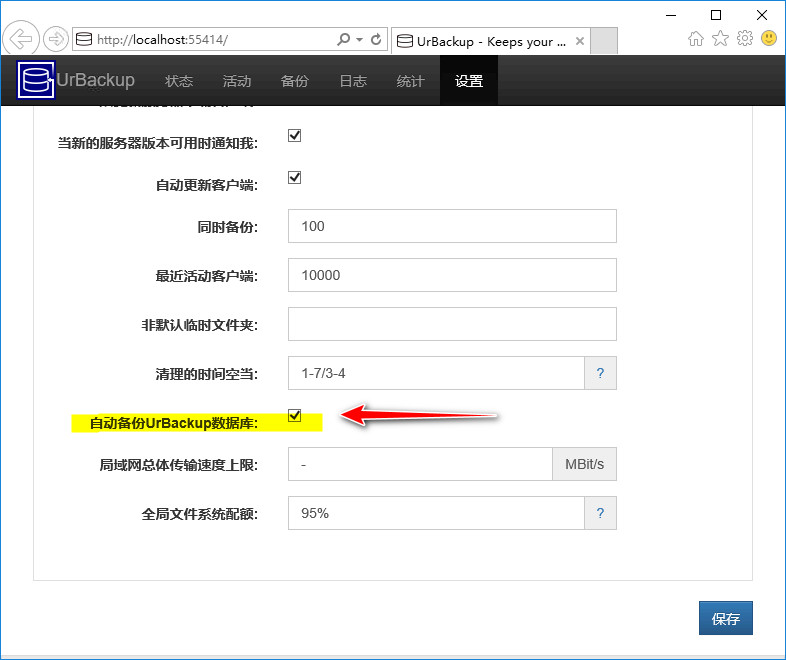 http://localhost:55414/
UrBackup - Keeps your ...
UrBackup 状态 活动 备份 日志 统计 设置
当新的服务器版本可用时通知我:
自动更新客户端:
同时备份: 100
最近活动客户端: 10000
非默认临时文件夹:
清理的时间空当: 1-7/3-4 ?
自动备份UrBackup数据库:
局域网总体传输速度上限: - MBit/s
全局文件系统配额: 95% ?
保存